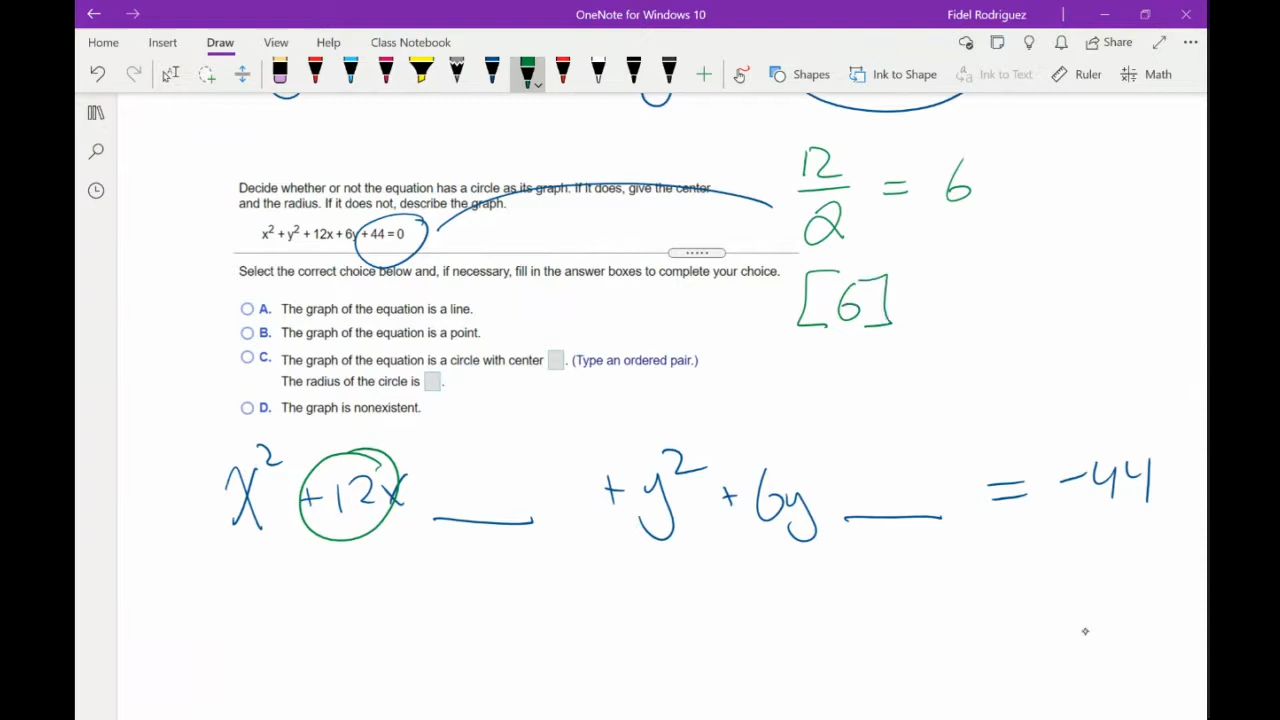 OneNote for Windows 10
Fidel Rodriguez
Home Insert Draw View Help Class Notebook
Share
Shapes Ink to Shape Ink to Text Ruler Math
Decide whether or not the equation has a circle as its graph. If it does, give the center
and the radius. If it does not, describe the graph.
x² + y² + 12x + 6y + 44 = 0
12/2 = 6
[6]
Select the correct choice below and, if necessary, fill in the answer boxes to complete your choice.
A. The graph of the equation is a line.
B. The graph of the equation is a point.
C. The graph of the equation is a circle with center . (Type an ordered pair.)
The radius of the circle is .
D. The graph is nonexistent.
x² +12x ___ + y² + 6y ___ = -44